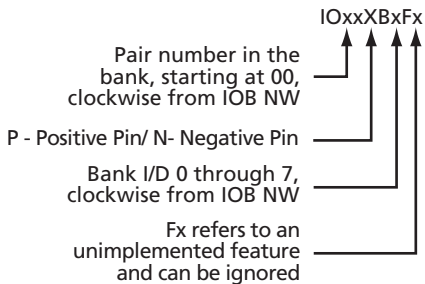 IOxxXBxFx
Pair number in the
bank, starting at 00,
clockwise from IOB NW
P - Positive Pin/ N- Negative Pin
Bank I/D 0 through 7,
clockwise from IOB NW
Fx refers to an
unimplemented feature
and can be ignored